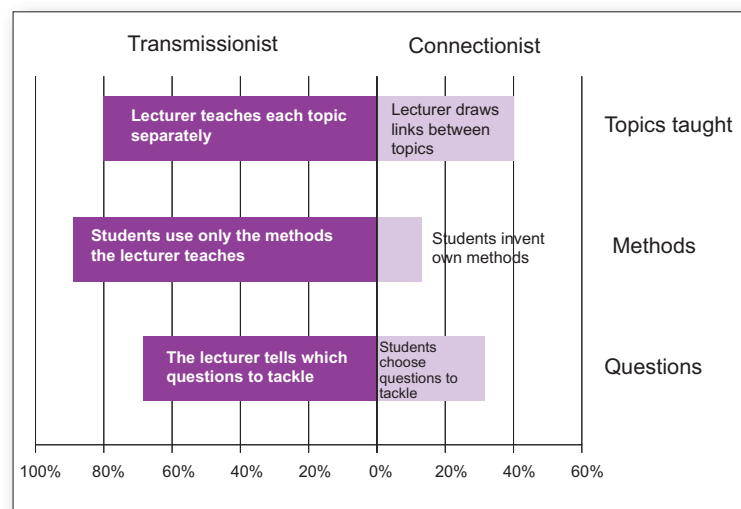 Transmissionist
Connectionist
Lecturer teaches each topic
separately
Lecturer draws
links between
topics
Topics taught
Students use only the methods
the lecturer teaches
Students invent
own methods
Methods
The lecturer tells which
questions to tackle
Students
choose
questions to
tackle
Questions
100% 80% 60% 40% 20% 0% 20% 40% 60%